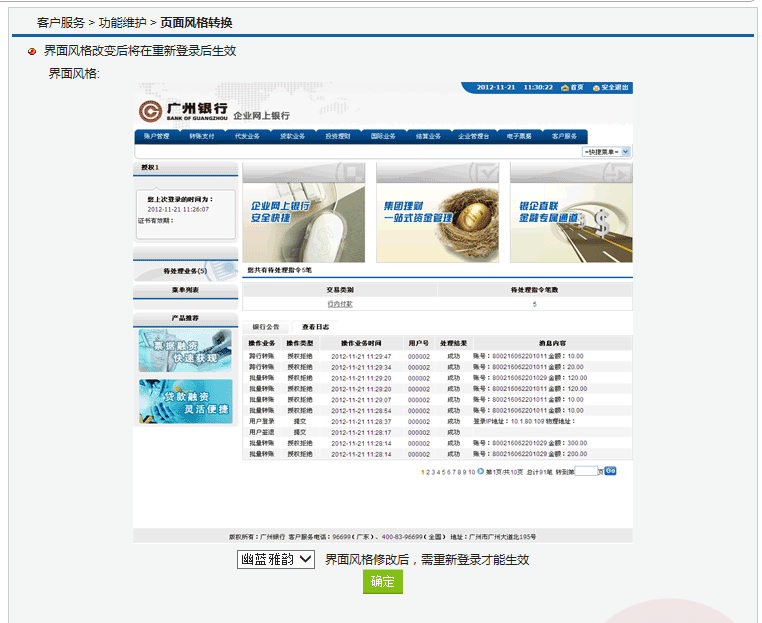 客户服务 > 功能维护 > 页面风格转换
界面风格改变后将在重新登录后生效
界面风格:
2012-11-21 11:30:22 首页 安全退出
广州银行 企业网上银行
BANK OF GUANGZHOU
账户管理 转账支付 代发业务 贷款业务 投资理财 国际业务 结算业务 企业管理台 电子票据 客户服务
=快捷菜单=
授权1
您上次登录的时间为：
2012-11-21 11:26:07
证书有效期：
企业网上银行
安全快捷
集团理财
一站式资金管理
银企直联
金融专属通道
待处理业务(5)
菜单列表
产品推荐
票据融资
快速获现
贷款融资
灵活便捷
您共有待处理指令5笔
交易类别 待处理指令笔数
行内付款 5
银行公告 查看日志
操作业务 操作类型 操作业务时间 用户号 处理结果 消息内容
跨行转账 授权拒绝 2012-11-21 11:29:47 000002 成功 账号：800216062201011 金额：10.00
跨行转账 授权拒绝 2012-11-21 11:29:34 000002 成功 账号：800216062201011 金额：20.00
批量转账 授权拒绝 2012-11-21 11:29:20 000002 成功 账号：800216062201029 金额：120.00
批量转账 授权拒绝 2012-11-21 11:29:20 000002 成功 账号：800216062201011 金额：120.00
批量转账 授权拒绝 2012-11-21 11:29:07 000002 成功 账号：800216062201011 金额：10.00
批量转账 授权拒绝 2012-11-21 11:28:54 000002 成功 账号：800216062201011 金额：10.00
用户登录 提交 2012-11-21 11:28:37 000002 成功 登录IP地址：10.1.80.109 物理地址：
用户签退 提交 2012-11-21 11:28:17 000002 成功
批量转账 授权拒绝 2012-11-21 11:28:14 000002 成功 账号：800216062201029 金额：300.00
批量转账 授权拒绝 2012-11-21 11:28:14 000002 成功 账号：800216062201029 金额：200.00
1 2 3 4 5 6 7 8 9 10 第1页/共10页 总计91笔 转到第 页 Go
版权所有：广州银行 客户服务电话：96699（广东）、400-83-96699（全国） 地址：广州市广州大道北195号
幽蓝雅韵 界面风格修改后，需重新登录才能生效
确定